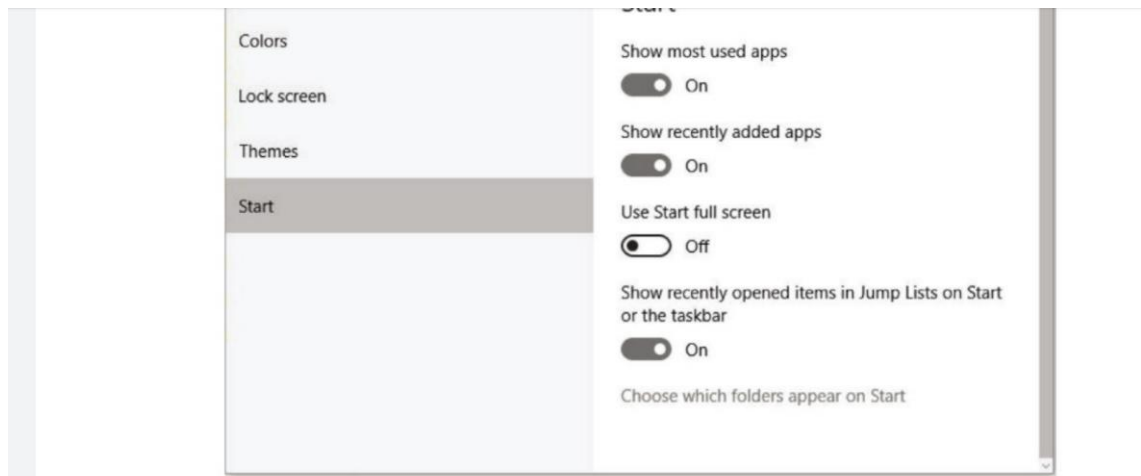 Colors
Lock screen
Themes
Start
Start
Show most used apps
On
Show recently added apps
On
Use Start full screen
Off
Show recently opened items in Jump Lists on Start
or the taskbar
On
Choose which folders appear on Start